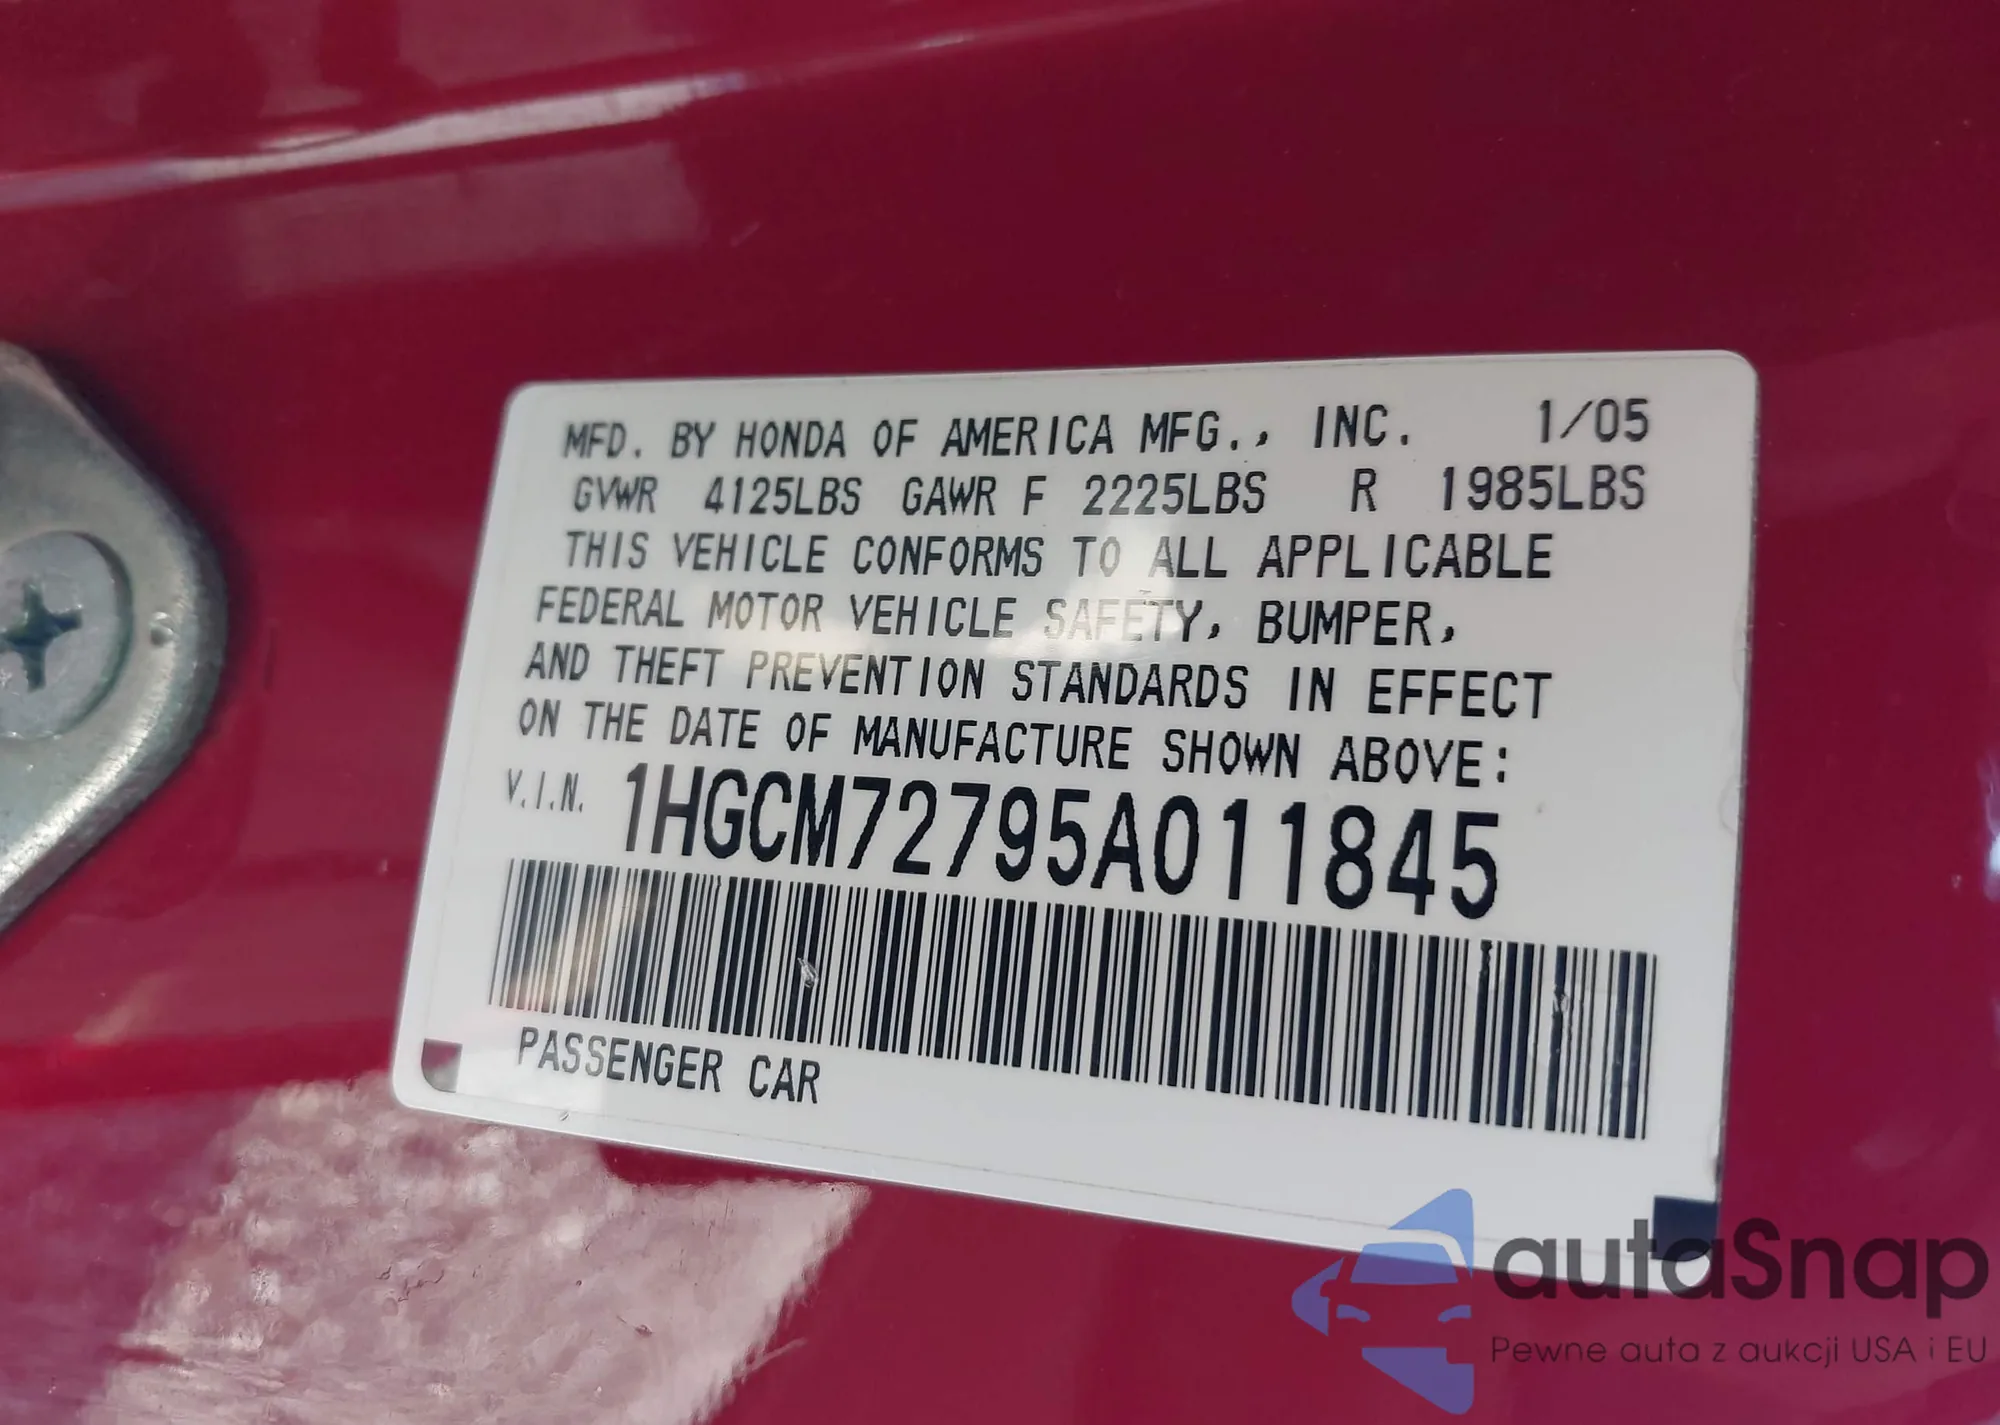 MFD. BY HONDA OF AMERICA MFG., INC. 1/05
GVWR 4125LBS GAWR F 2225LBS R 1985LBS
THIS VEHICLE CONFORMS TO ALL APPLICABLE
FEDERAL MOTOR VEHICLE SAFETY, BUMPER,
AND THEFT PREVENTION STANDARDS IN EFFECT
ON THE DATE OF MANUFACTURE SHOWN ABOVE:
V.I.N. 1HGCM72795A011845
PASSENGER CAR
autaSnap
Pewne auta z aukcji USA i EU